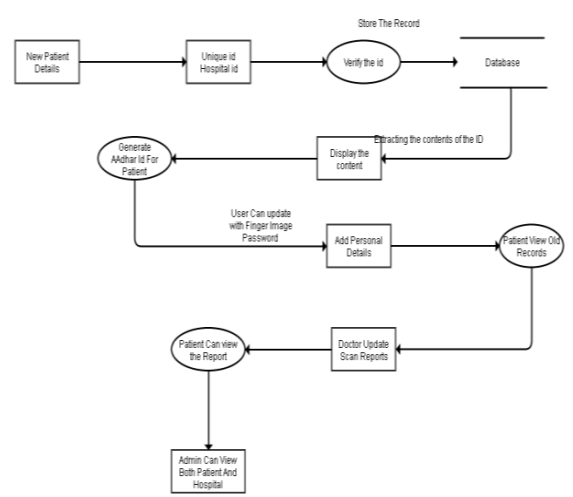 Store The Record
New Patient
Details
Unique id
Hospital id
Verify the id
Database
Extracting the contents of the ID
Display the
content
Generate
AAdhar Id For
Patient
User Can update
with Finger Image
Password
Add Personal
Details
Patient View Old
Records
Doctor Update
Scan Reports
Patient Can view
the Report
Admin Can View
Both Patient And
Hospital